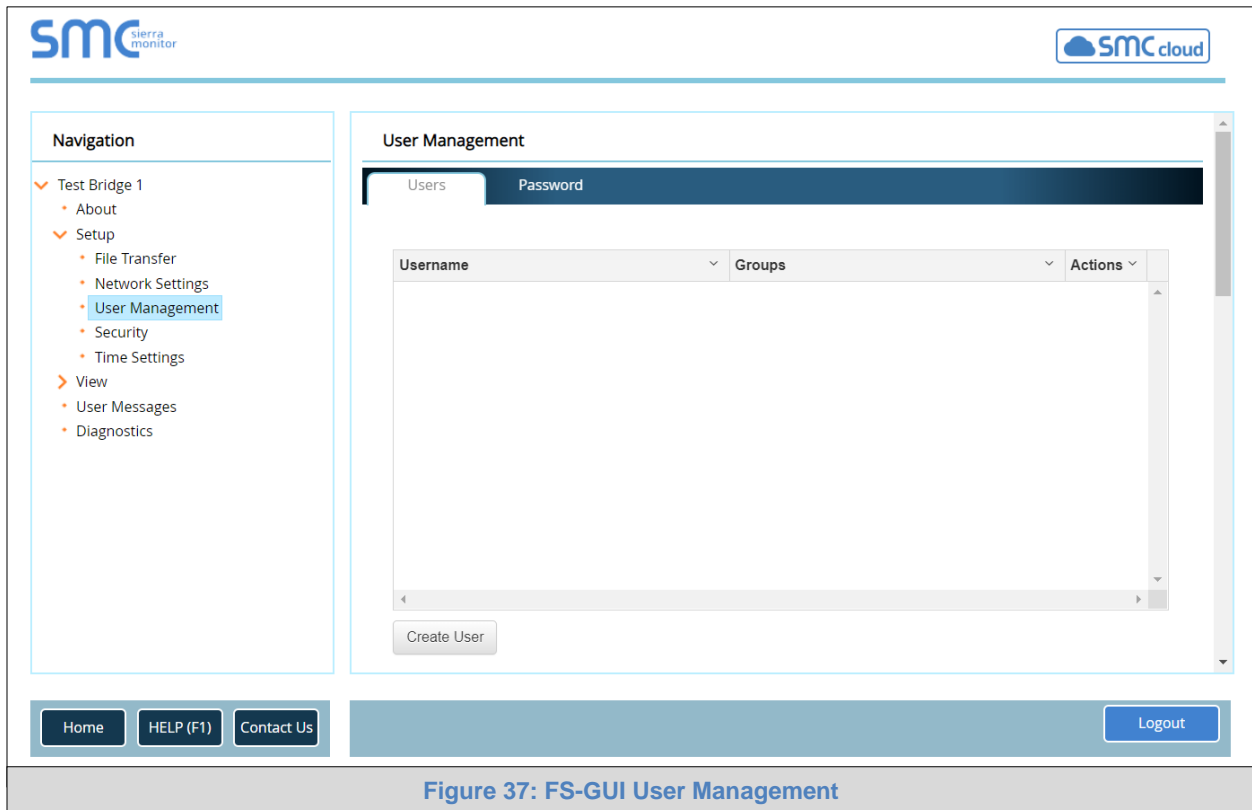 SMC sierra monitor
SMC cloud
Navigation
Test Bridge 1
About
Setup
File Transfer
Network Settings
User Management
Security
Time Settings
View
User Messages
Diagnostics
User Management
Users Password
Username Groups Actions
Create User
Home HELP (F1) Contact Us
Logout
Figure 37: FS-GUI User Management